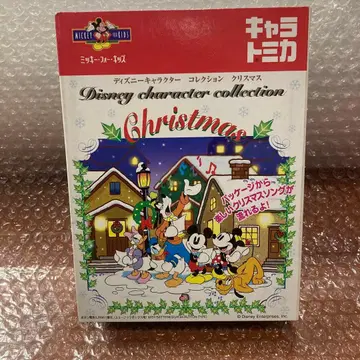 MICKEY FOR KIDS
ミッキー・フォー・キッズ
キャラ
トミカ
ディズニーキャラクター コレクション クリスマス
Disney character collection
Christmas
パッケージから
楽しいクリスマスソングが
流れるよ!
© Disney Enterprises, Inc.